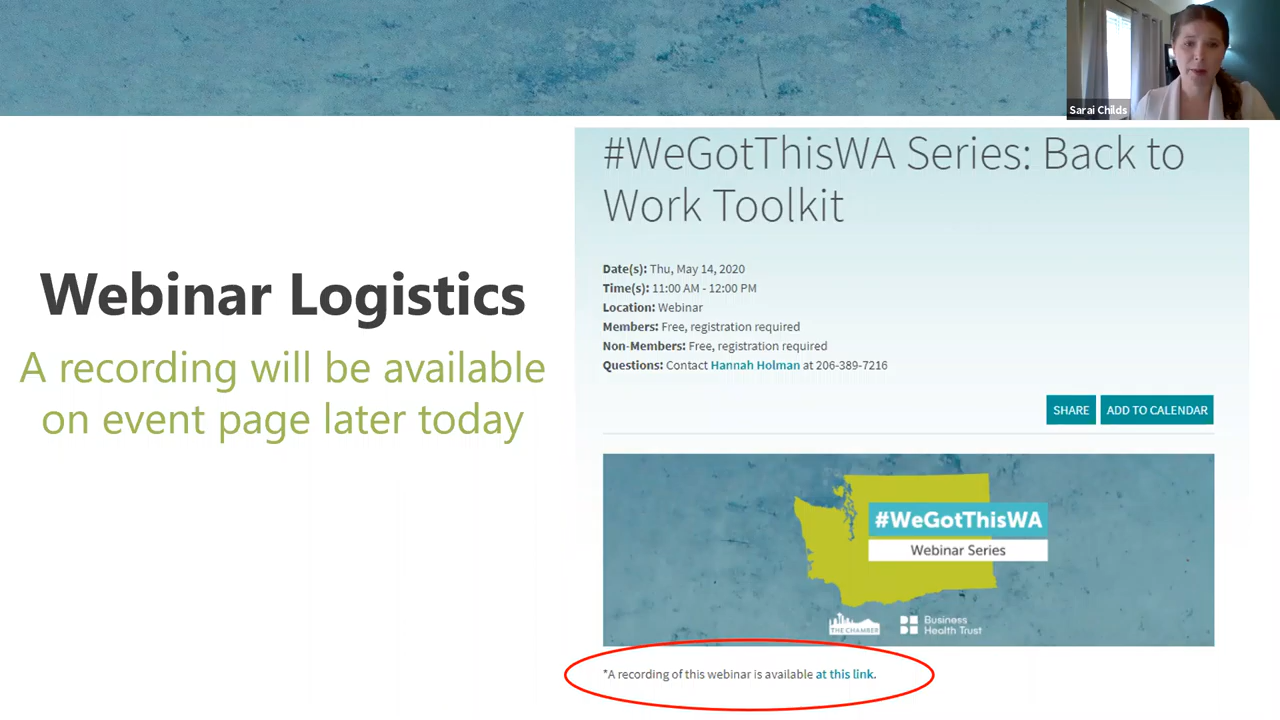 Sarai Childs
Webinar Logistics
A recording will be available
on event page later today
#WeGotThisWA Series: Back to
Work Toolkit
Date(s): Thu, May 14, 2020
Time(s): 11:00 AM - 12:00 PM
Location: Webinar
Members: Free, registration required
Non-Members: Free, registration required
Questions: Contact Hannah Holman at 206-389-7216
SHARE
ADD TO CALENDAR
#WeGotThisWA
Webinar Series
THE CHAMBER
Business
Health Trust
*A recording of this webinar is available at this link.